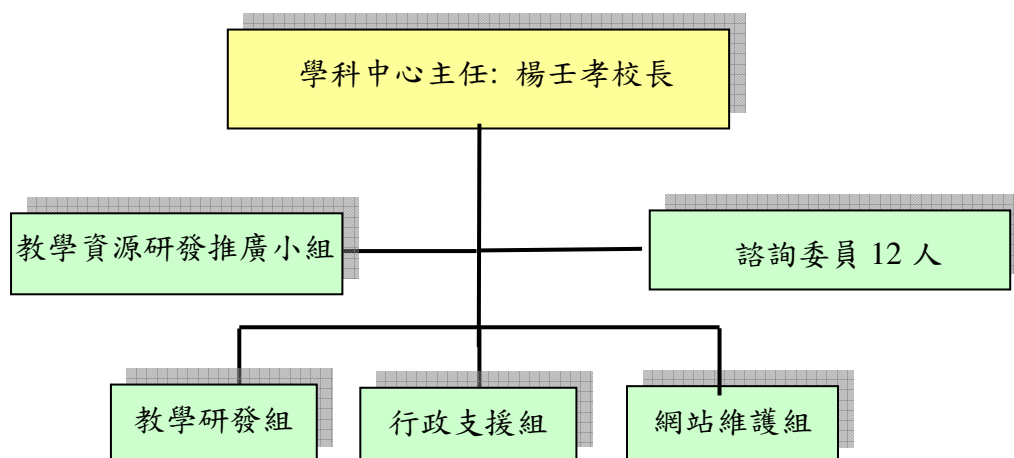 學科中心主任: 楊壬孝校長
教學資源研發推廣小組
諮詢委員 12 人
教學研發組
行政支援組
網站維護組